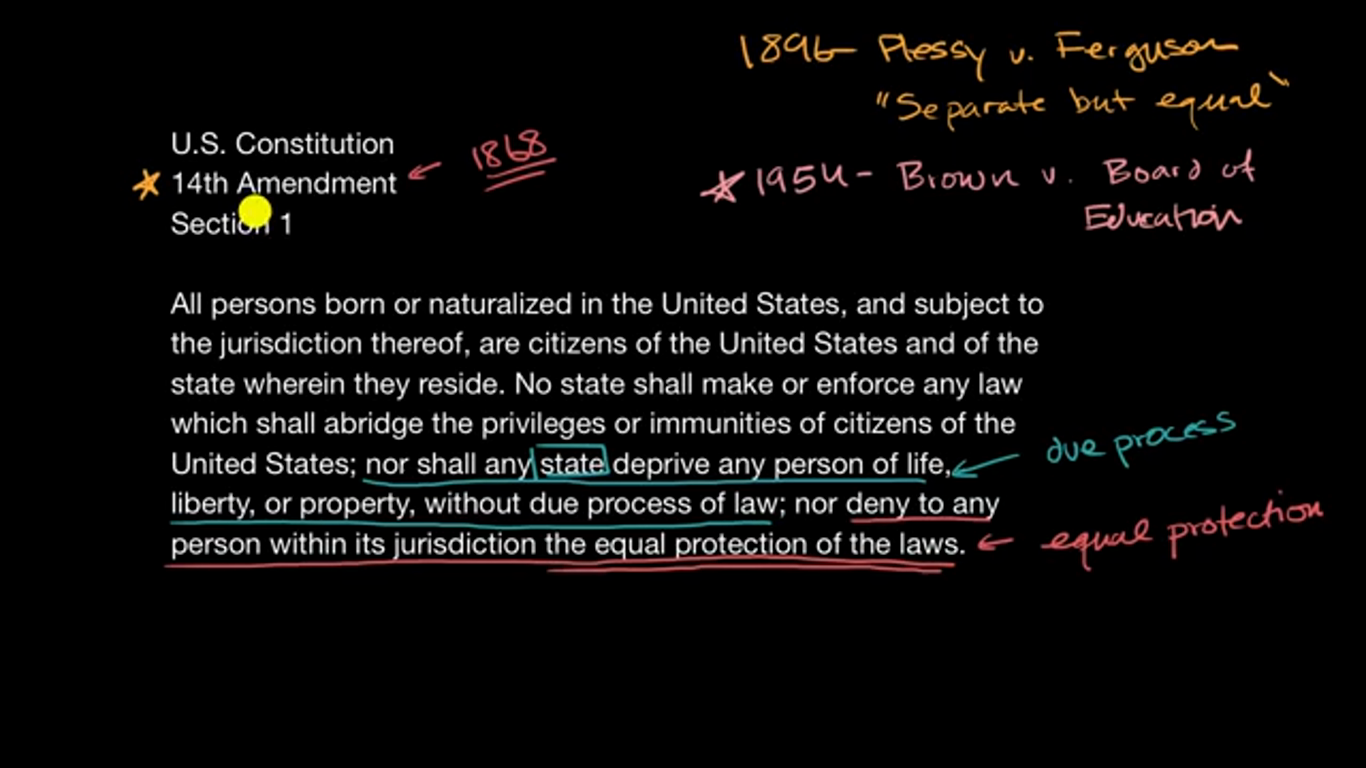 1896- Plessy v. Ferguson
"Separate but equal"
U.S. Constitution
14th Amendment
Section 1
1868
1954- Brown v. Board of
Education
All persons born or naturalized in the United States, and subject to
the jurisdiction thereof, are citizens of the United States and of the
state wherein they reside. No state shall make or enforce any law
which shall abridge the privileges or immunities of citizens of the
United States; nor shall any state deprive any person of life,
liberty, or property, without due process of law; nor deny to any
person within its jurisdiction the equal protection of the laws.
due process
equal protection